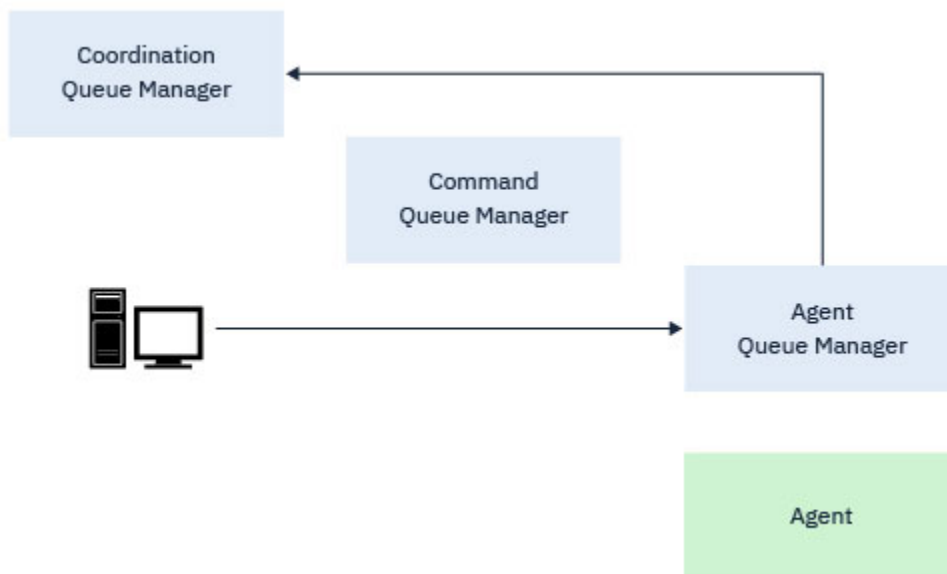 Coordination
Queue Manager
Command
Queue Manager
Agent
Queue Manager
Agent